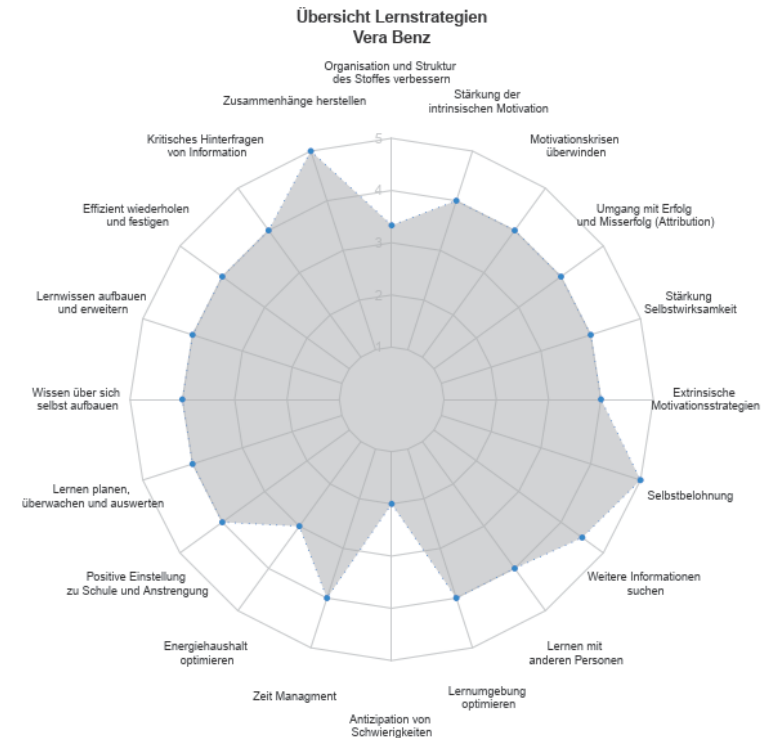 Übersicht Lernstrategien
Vera Benz
Organisation und Struktur
des Stoffes verbessern
Stärkung der
intrinsischen Motivation
Motivationskrisen
überwinden
Umgang mit Erfolg
und Misserfolg (Attribution)
Stärkung
Selbstwirksamkeit
Extrinsische
Motivationsstrategien
Selbstbelohnung
Weitere Informationen
suchen
Lernen mit
anderen Personen
Lernumgebung
optimieren
Antizipation von
Schwierigkeiten
Zeit Managment
Energiehaushalt
optimieren
Positive Einstellung
zu Schule und Anstrengung
Lernen planen,
überwachen und auswerten
Wissen über sich
selbst aufbauen
Lernwissen aufbauen
und erweitern
Effizient wiederholen
und festigen
Kritisches Hinterfragen
von Information
Zusammenhänge herstellen
5
4
3
2
1